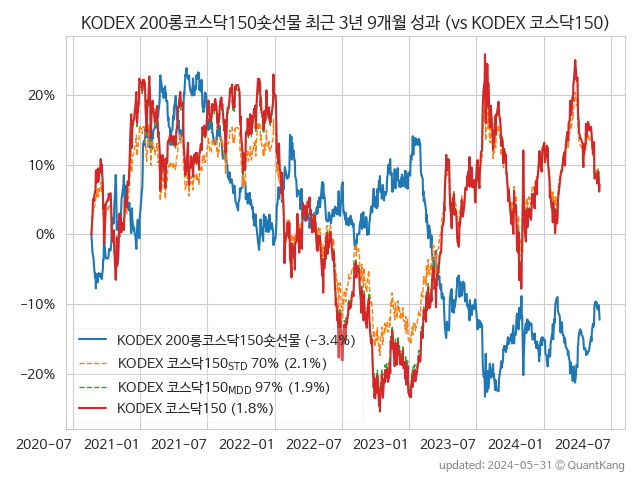 KODEX 200롱코스닥150숏선물 최근 3년 9개월 성과 (vs KODEX 코스닥150)
20%
10%
0%
−10%
−20%
KODEX 200롱코스닥150숏선물 (−3.4%)
KODEX 코스닥150STD 70% (2.1%)
KODEX 코스닥150MDD 97% (1.9%)
KODEX 코스닥150 (1.8%)
2020-07 2021-01 2021-07 2022-01 2022-07 2023-01 2023-07 2024-01 2024-07
updated: 2024-05-31 © QuantKang